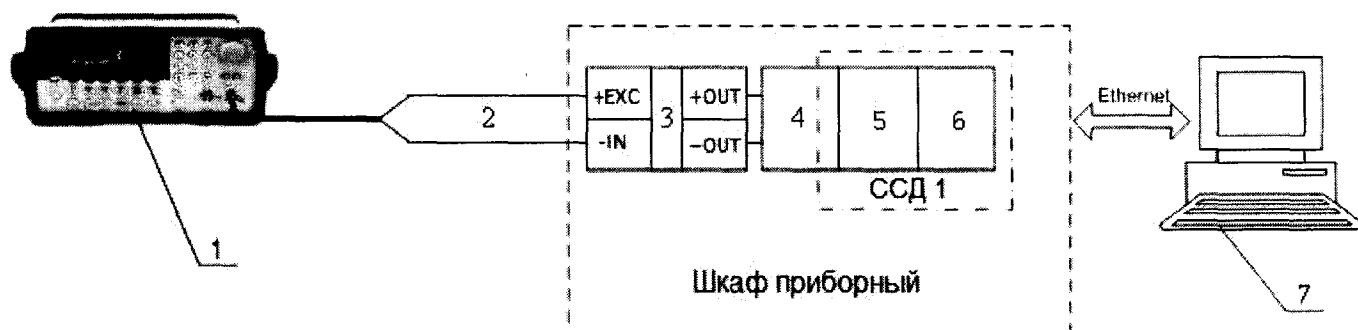 +EXC
-IN
3
+OUT
−OUT
4
5
6
2
ССД 1
Ethernet
1
Шкаф приборный
7